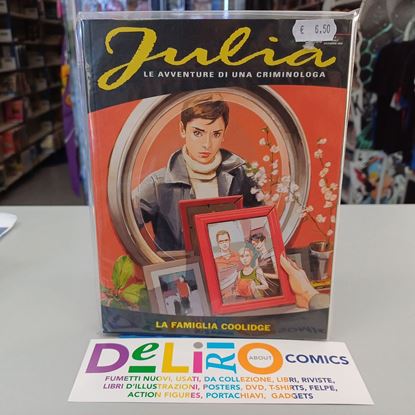 € 6,50
Julia
LE AVVENTURE DI UNA CRIMINOLOGA
LA FAMIGLIA COOLIDGE
DeLiRiO ABOUT COMICS
FUMETTI NUOVI, USATI, DA COLLEZIONE, LIBRI, RIVISTE,
LIBRI D'ILLUSTRAZIONI, POSTERS, DVD, T-SHIRTS, FELPE,
ACTION FIGURES, PORTACHIAVI, GADGETS